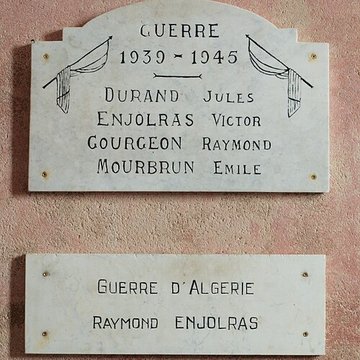 GUERRE
1939 - 1945
DURAND JULES
ENJOLRAS VICTOR
GOURGEON RAYMOND
MOURBRUN EMILE
GUERRE D'ALGERIE
RAYMOND ENJOLRAS